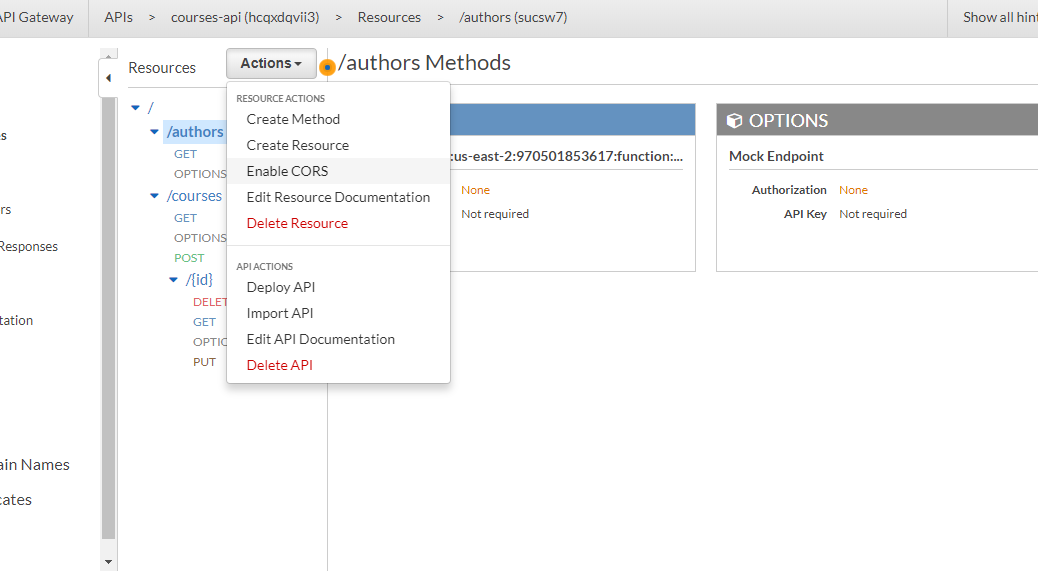 API Gateway APIs > courses-api (hcqxdqvii3) > Resources > /authors (sucsw7) Show all hin
Resources Actions /authors Methods
/
/authors
GET
OPTIONS
/courses
GET
OPTIONS
POST
/{id}
DELET
GET
OPTIO
PUT
RESOURCE ACTIONS
Create Method
Create Resource
Enable CORS
Edit Resource Documentation
Delete Resource
API ACTIONS
Deploy API
Import API
Edit API Documentation
Delete API
:us-east-2:970501853617:function:...
None
Not required
OPTIONS
Mock Endpoint
Authorization None
API Key Not required
rs
Responses
tation
ain Names
cates